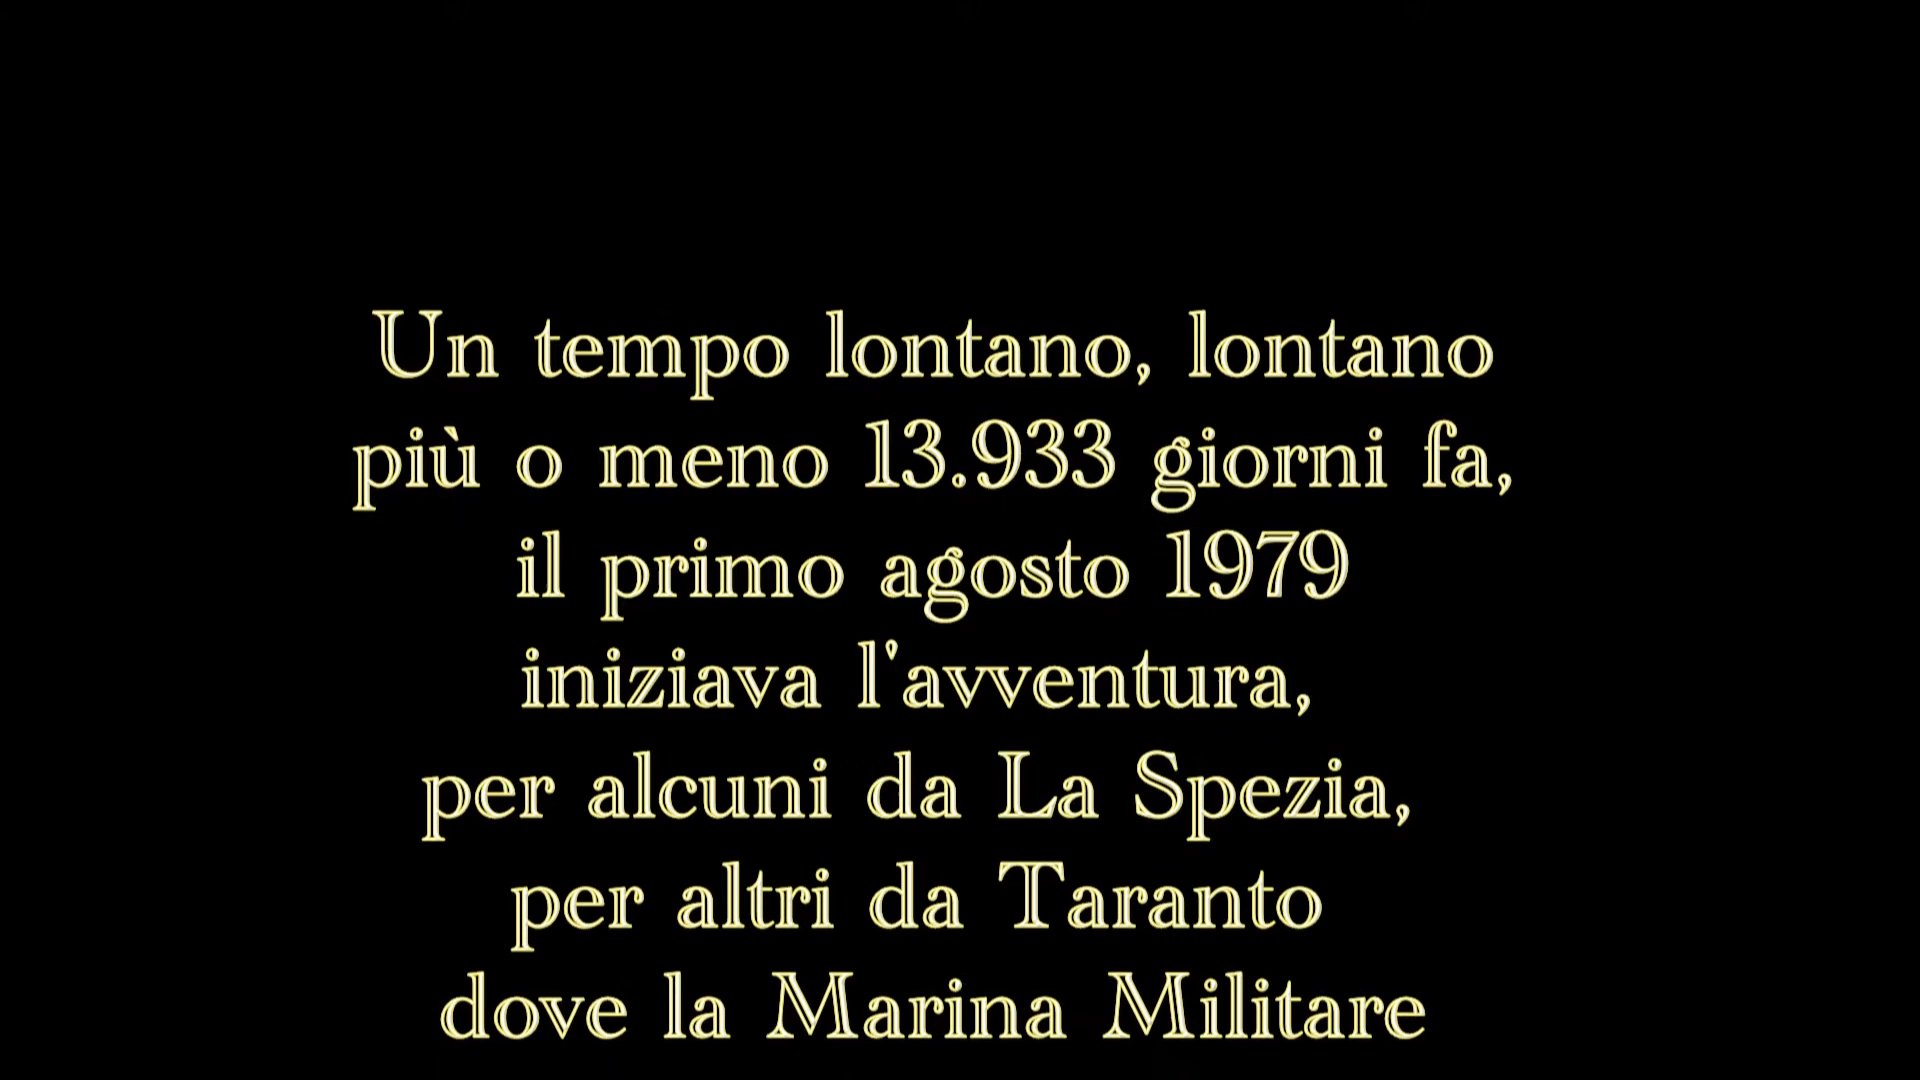 Un tempo lontano, lontano
più o meno 13.933 giorni fa,
il primo agosto 1979
iniziava l'avventura,
per alcuni da La Spezia,
per altri da Taranto
dove la Marina Militare